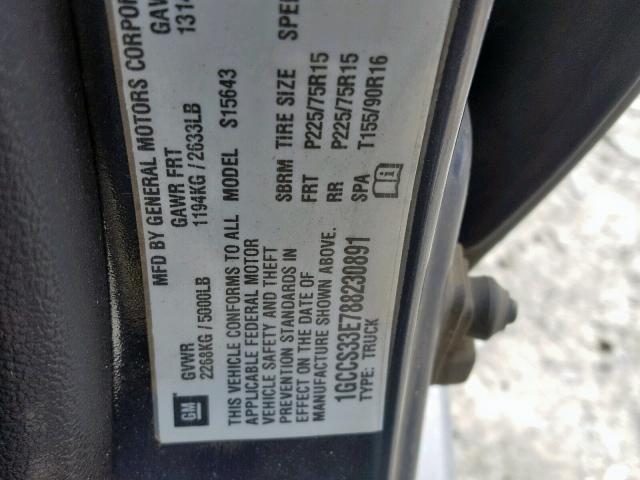 MFD BY GENERAL MOTORS CORPOR
GVWR GAWR FRT GAW
2268KG / 5000LB 1194KG / 2633LB 1314
THIS VEHICLE CONFORMS TO ALL MODEL S15643
APPLICABLE FEDERAL MOTOR
VEHICLE SAFETY AND THEFT
PREVENTION STANDARDS IN
EFFECT ON THE DATE OF
MANUFACTURE SHOWN ABOVE.
SBRM TIRE SIZE SPE
FRT P225/75R15
RR P225/75R15
SPA T155/90R16
1GCCS33E788230891
TYPE: TRUCK
GM